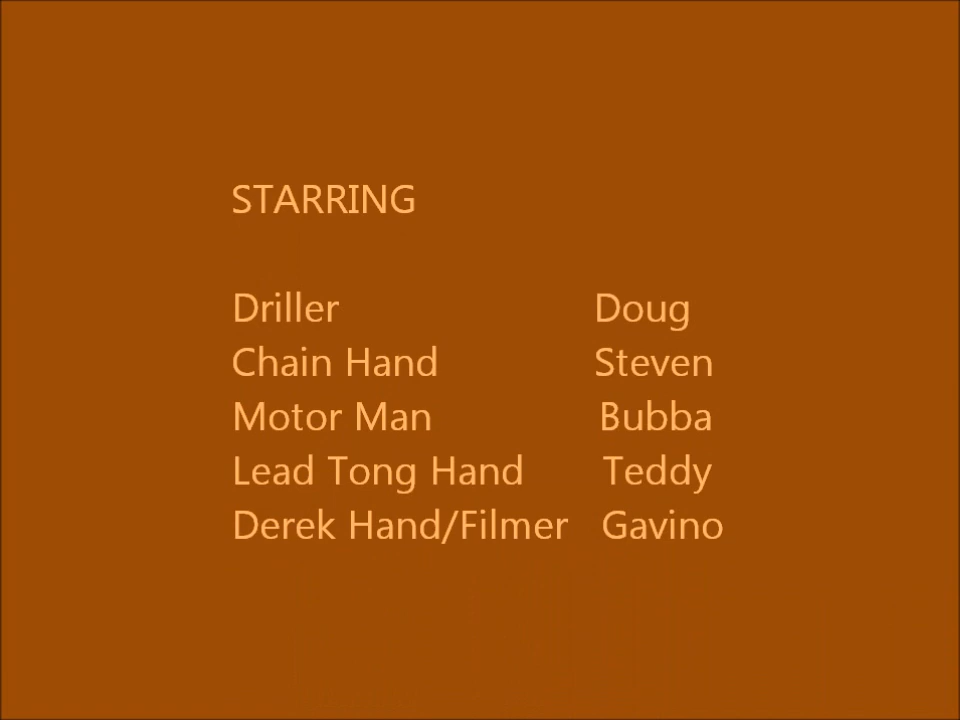 STARRING
Driller Doug
Chain Hand Steven
Motor Man Bubba
Lead Tong Hand Teddy
Derek Hand/Filmer Gavino